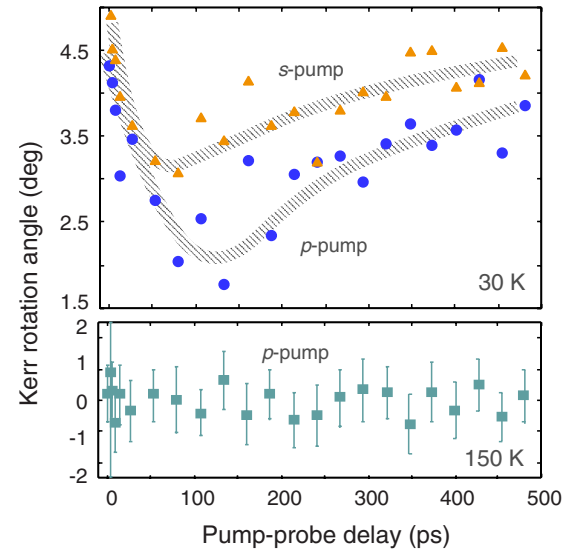 Kerr rotation angle (deg)
4.5
3.5
2.5
1.5
s-pump
p-pump
30 K
2
1
0
-1
-2
p-pump
150 K
0 100 200 300 400 500
Pump-probe delay (ps)